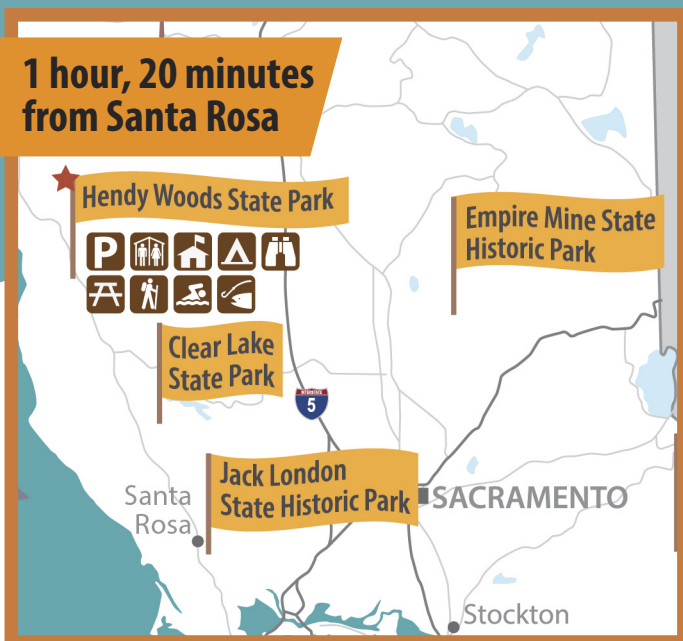 1 hour, 20 minutes
from Santa Rosa
Hendy Woods State Park
P
Empire Mine State
Historic Park
Clear Lake
State Park
INTERSTATE
5
Jack London
State Historic Park
Santa
Rosa
SACRAMENTO
Stockton